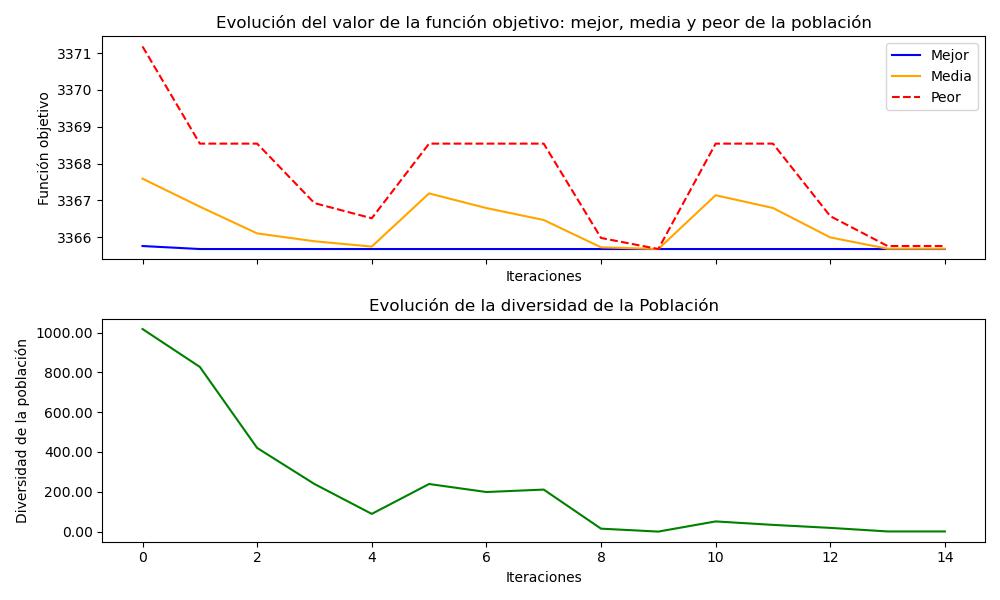 Evolución del valor de la función objetivo: mejor, media y peor de la población
Función objetivo
3371
3370
3369
3368
3367
3366
Mejor
Media
Peor
Iteraciones
Evolución de la diversidad de la Población
Diversidad de la población
1000.00
800.00
600.00
400.00
200.00
0.00
0 2 4 6 8 10 12 14
Iteraciones